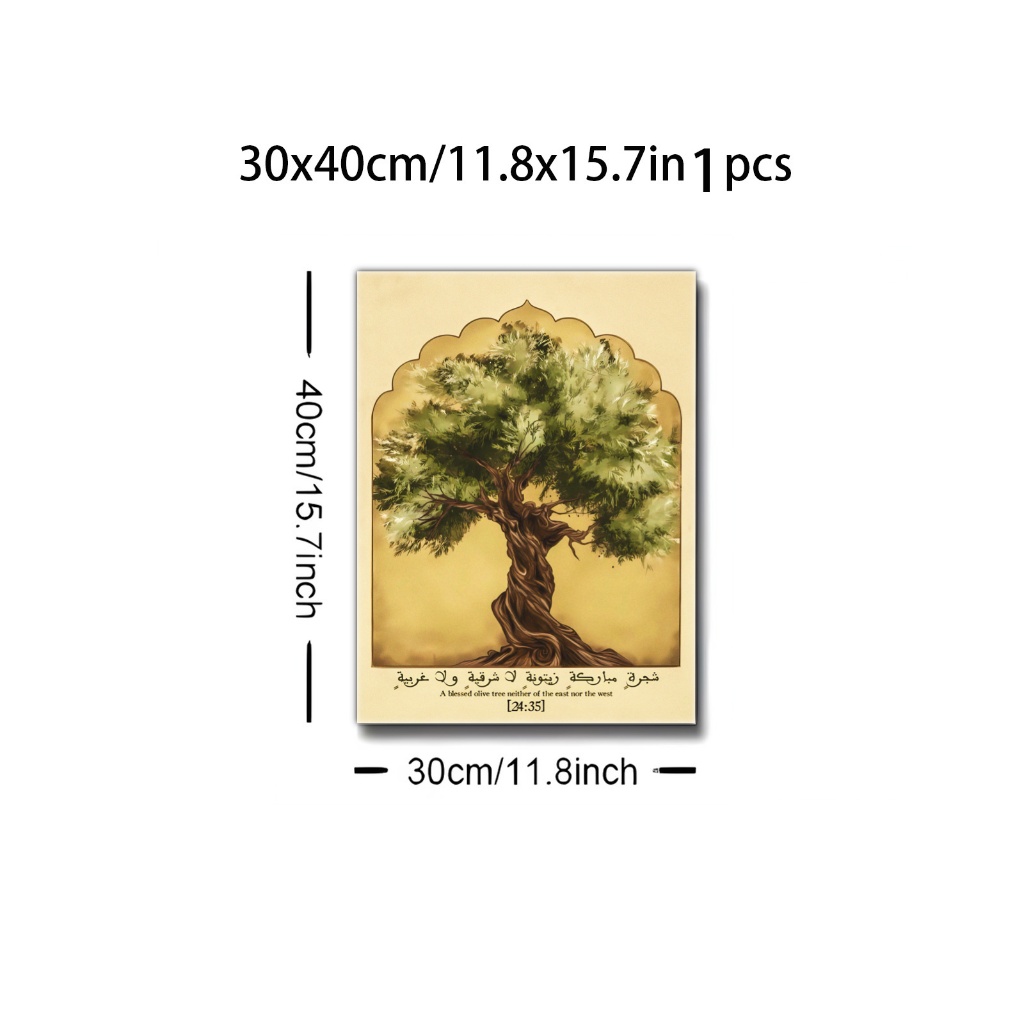 30x40cm/11.8x15.7in 1 pcs
40cm/15.7inch
شجرةٍ مباركةٍ زيتونةٍ لا شرقيةٍ ولا غربيةٍ
A blessed olive tree neither of the east nor the west
[24:35]
30cm/11.8inch